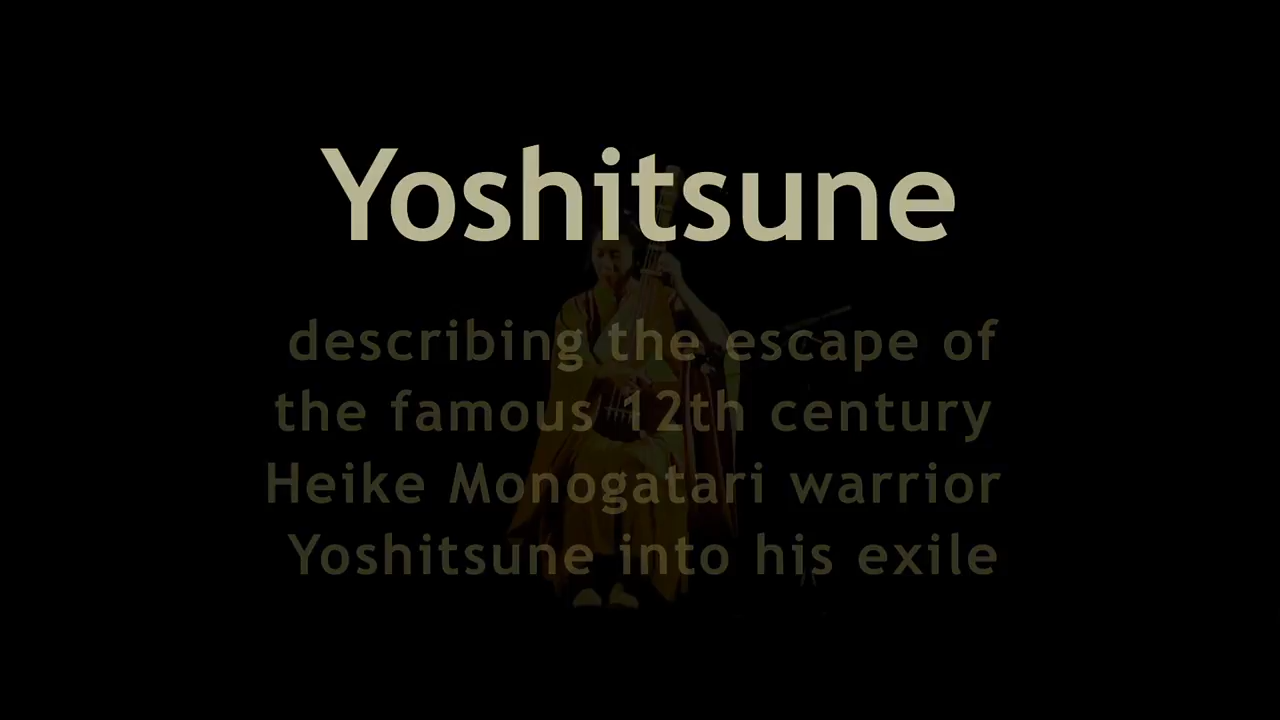 Yoshitsune
describing the escape of
the famous 12th century
Heike Monogatari warrior
Yoshitsune into his exile